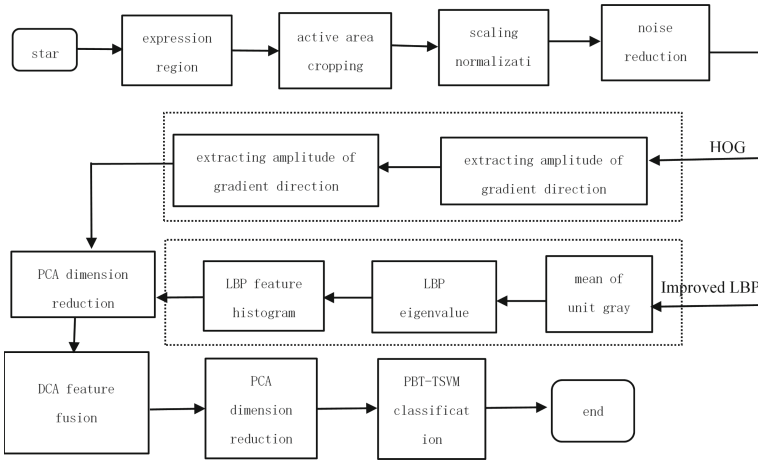 star
expression
region
active area
cropping
scaling
normalizati
noise
reduction
HOG
extracting amplitude of
gradient direction
extracting amplitude of
gradient direction
Improved LBP
mean of
unit gray
LBP
eigenvalue
LBP feature
histogram
PCA dimension
reduction
DCA feature
fusion
PCA
dimension
reduction
PBT-TSVM
classificat
ion
end